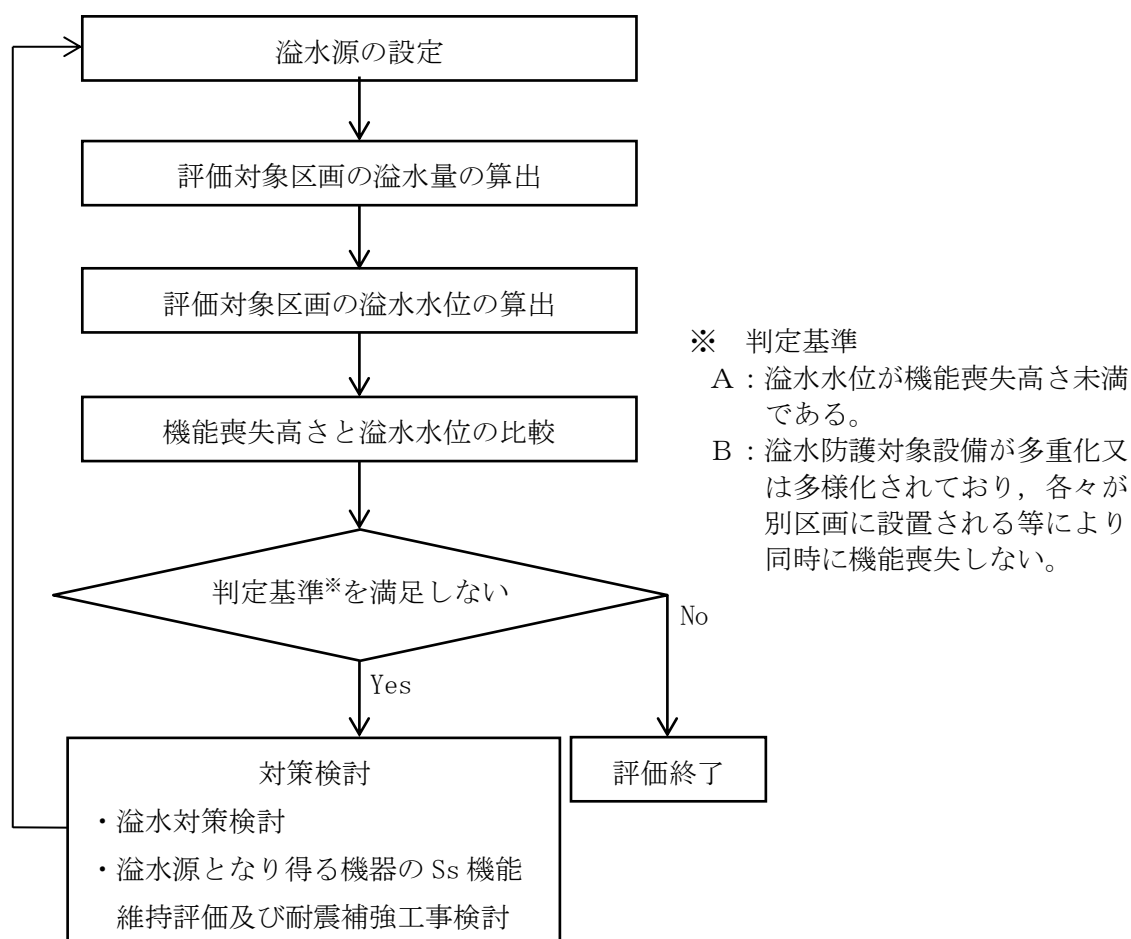 溢水源の設定
評価対象区画の溢水量の算出
評価対象区画の溢水水位の算出
機能喪失高さと溢水水位の比較
※　判定基準
Ａ：溢水水位が機能喪失高さ未満
である。
Ｂ：溢水防護対象設備が多重化又
は多様化されており，各々が
別区画に設置される等により
同時に機能喪失しない。
判定基準※を満足しない
No
Yes
対策検討
・溢水対策検討
・溢水源となり得る機器の Ss 機能
維持評価及び耐震補強工事検討
評価終了